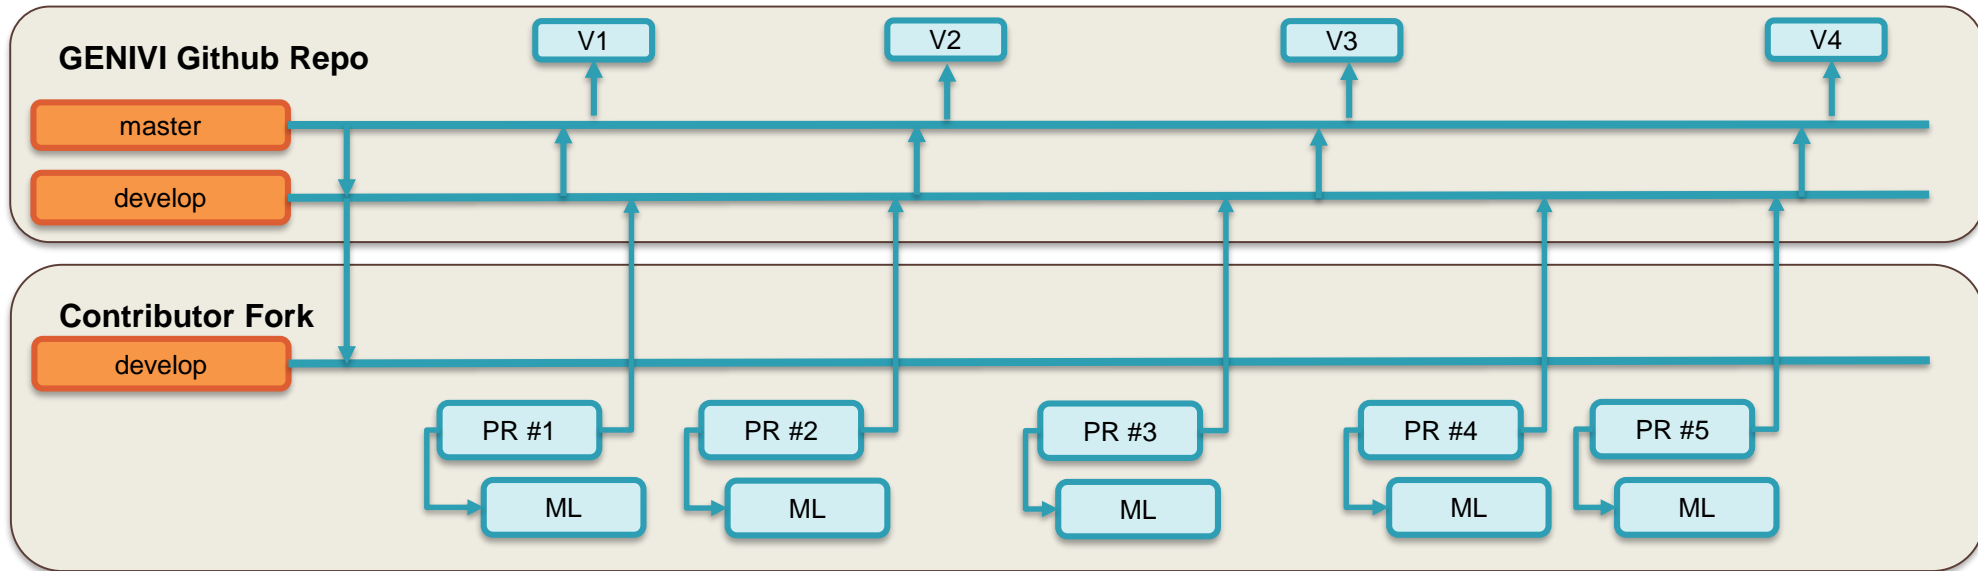 V1
V2
V3
V4
GENIVI Github Repo
master
develop
Contributor Fork
develop
PR #1
PR #2
PR #3
PR #4
PR #5
ML
ML
ML
ML
ML